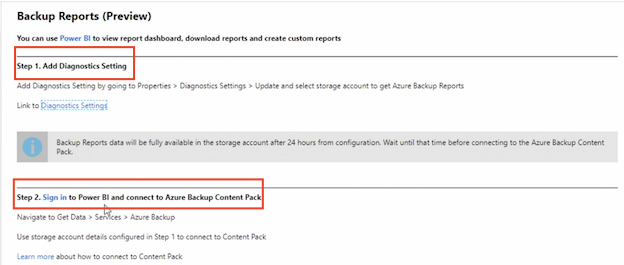 Backup Reports (Preview)
You can use Power BI to view report dashboard, download reports and create custom reports
Step 1. Add Diagnostics Setting
Add Diagnostics Setting by going to Properties > Diagnostics Settings > Update and select storage account to get Azure Backup Reports
Link to Diagnostics Settings
Backup Reports data will be fully available in the storage account after 24 hours from configuration. Wait until that time before connecting to the Azure Backup Content
Pack.
Step 2. Sign in to Power BI and connect to Azure Backup Content Pack
Navigate to Get Data > Services > Azure Backup
Use storage account details configured in Step 1 to connect to Content Pack
Learn more about how to connect to Content Pack